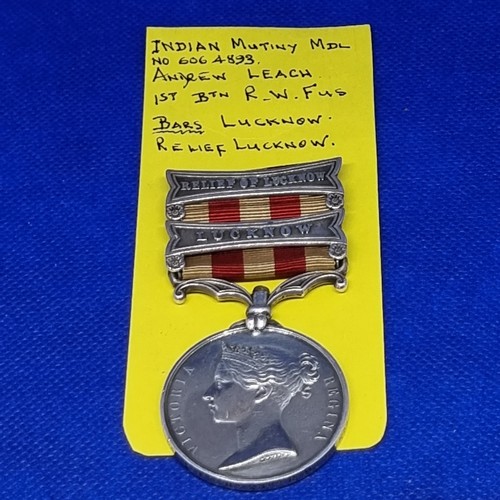 INDIAN MUTINY MDL
NO 606 4893.
ANDREW LEACH.
1ST BTN R.W. FUS
BARS LUCKNOW.
RELIEF LUCKNOW.
RELIEF OF LUCKNOW
LUCKNOW
VICTORIA REGINA